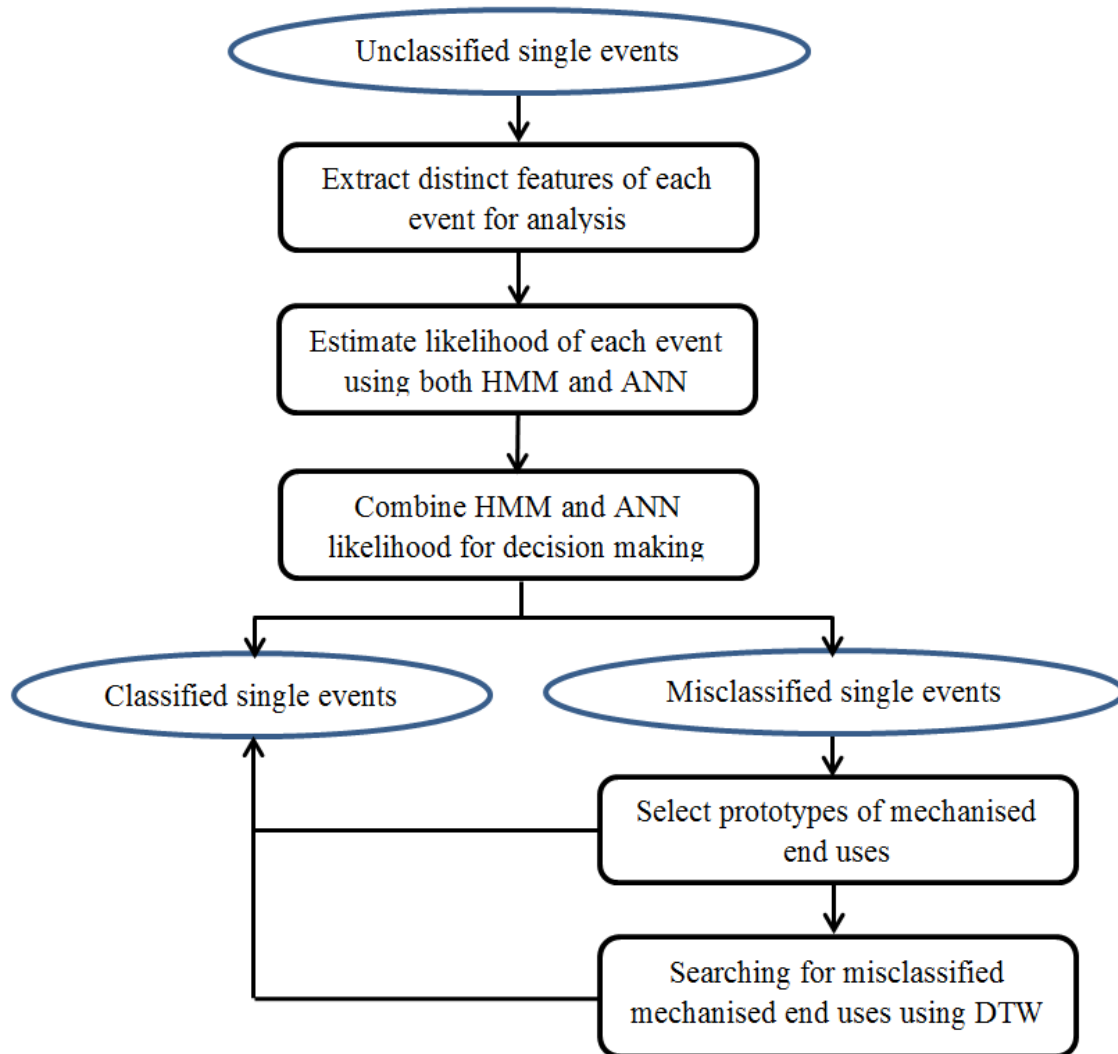 Unclassified single events
Extract distinct features of each
event for analysis
Estimate likelihood of each event
using both HMM and ANN
Combine HMM and ANN
likelihood for decision making
Classified single events
Misclassified single events
Select prototypes of mechanised
end uses
Searching for misclassified
mechanised end uses using DTW